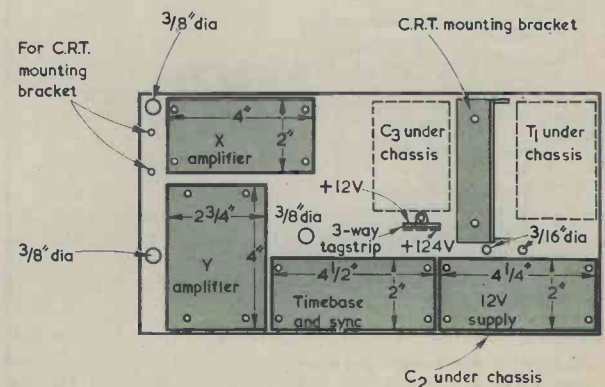 3/8" dia
For C.R.T.
mounting
bracket
C.R.T. mounting bracket
4"
2"
X
amplifier
C3 under
chassis
T1 under
chassis
+12V
2 3/4"
4"
Y
amplifier
3/8" dia
3/8" dia
3-way
tagstrip
+124V
3/16" dia
4 1/2"
2"
Timebase
and sync
4 1/4"
2"
12V
supply
C2 under chassis